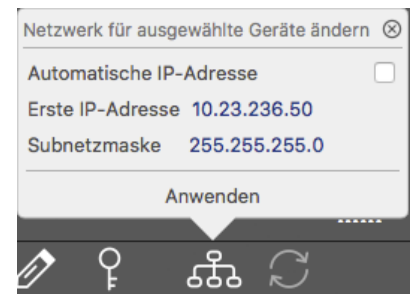 Netzwerk für ausgewählte Geräte ändern
Automatische IP-Adresse
Erste IP-Adresse 10.23.236.50
Subnetzmaske 255.255.255.0
Anwenden